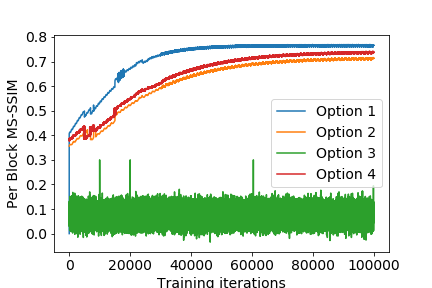 0.8
0.7
0.6
0.5
0.4
0.3
0.2
0.1
0.0
Per Block MS-SSIM
Option 1
Option 2
Option 3
Option 4
0 20000 40000 60000 80000 100000
Training iterations